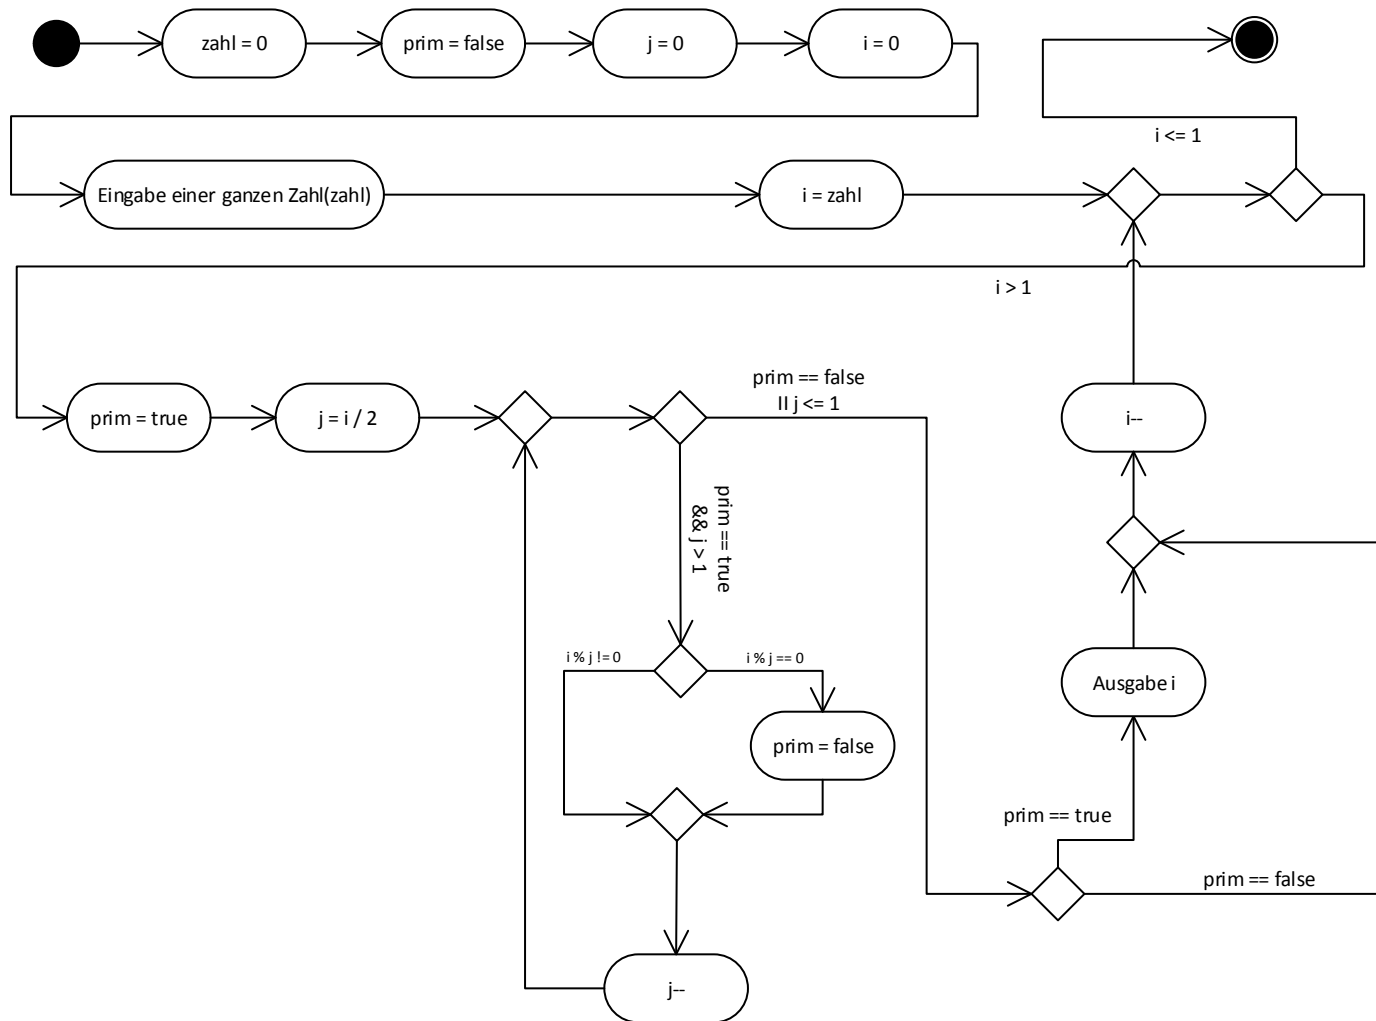 zahl = 0
prim = false
j = 0
i = 0
i <= 1
Eingabe einer ganzen Zahl(zahl)
i = zahl
i > 1
prim = true
j = i / 2
prim == false
II j <= 1
i--
prim == true
&& j > 1
i % j != 0
i % j == 0
Ausgabe i
prim = false
prim == true
prim == false
j--